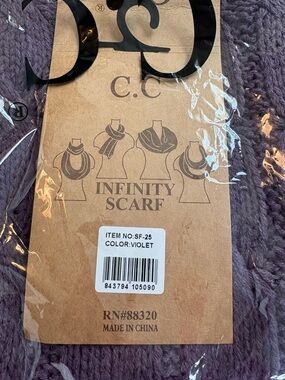 C.C
®
C.C
®
INFINITY
SCARF
ITEM NO:SF-25
COLOR:VIOLET
843794 105090
RN#88320
MADE IN CHINA